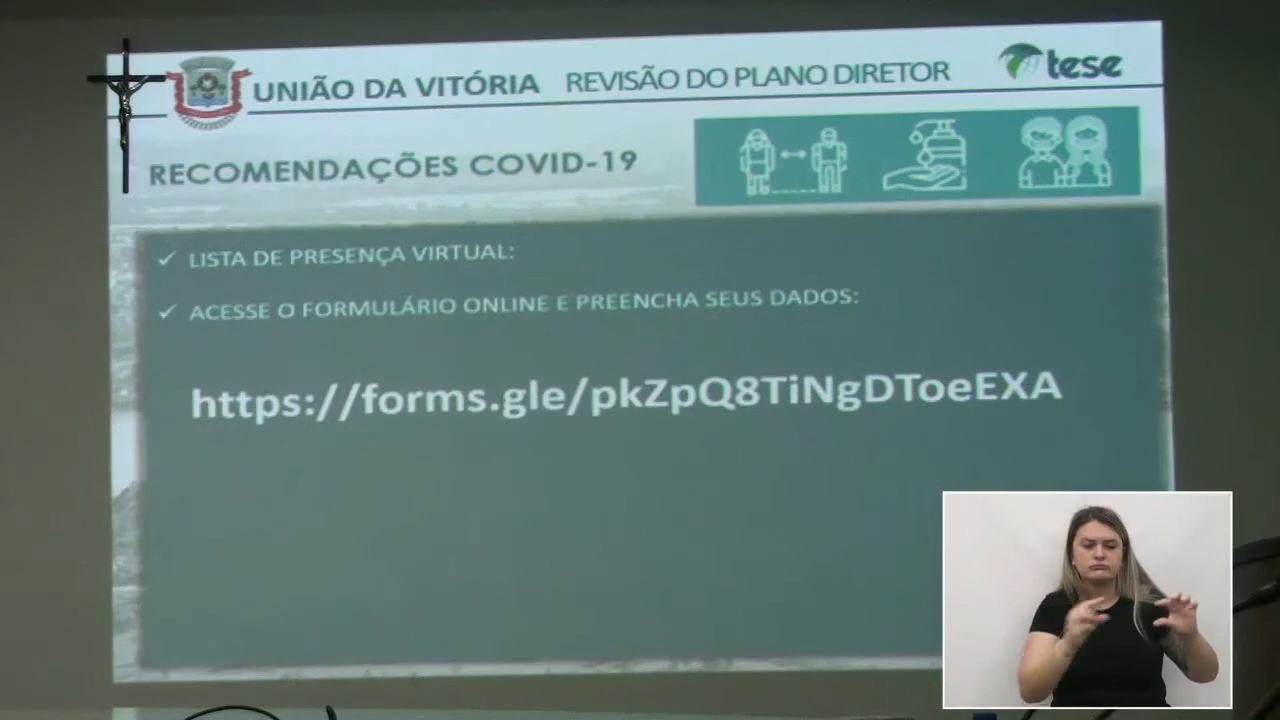 UNIÃO DA VITÓRIA REVISÃO DO PLANO DIRETOR tese
RECOMENDAÇÕES COVID-19
✓ LISTA DE PRESENÇA VIRTUAL:
✓ ACESSE O FORMULÁRIO ONLINE E PREENCHA SEUS DADOS:
https://forms.gle/pkZpQ8TiNgDToeEXA